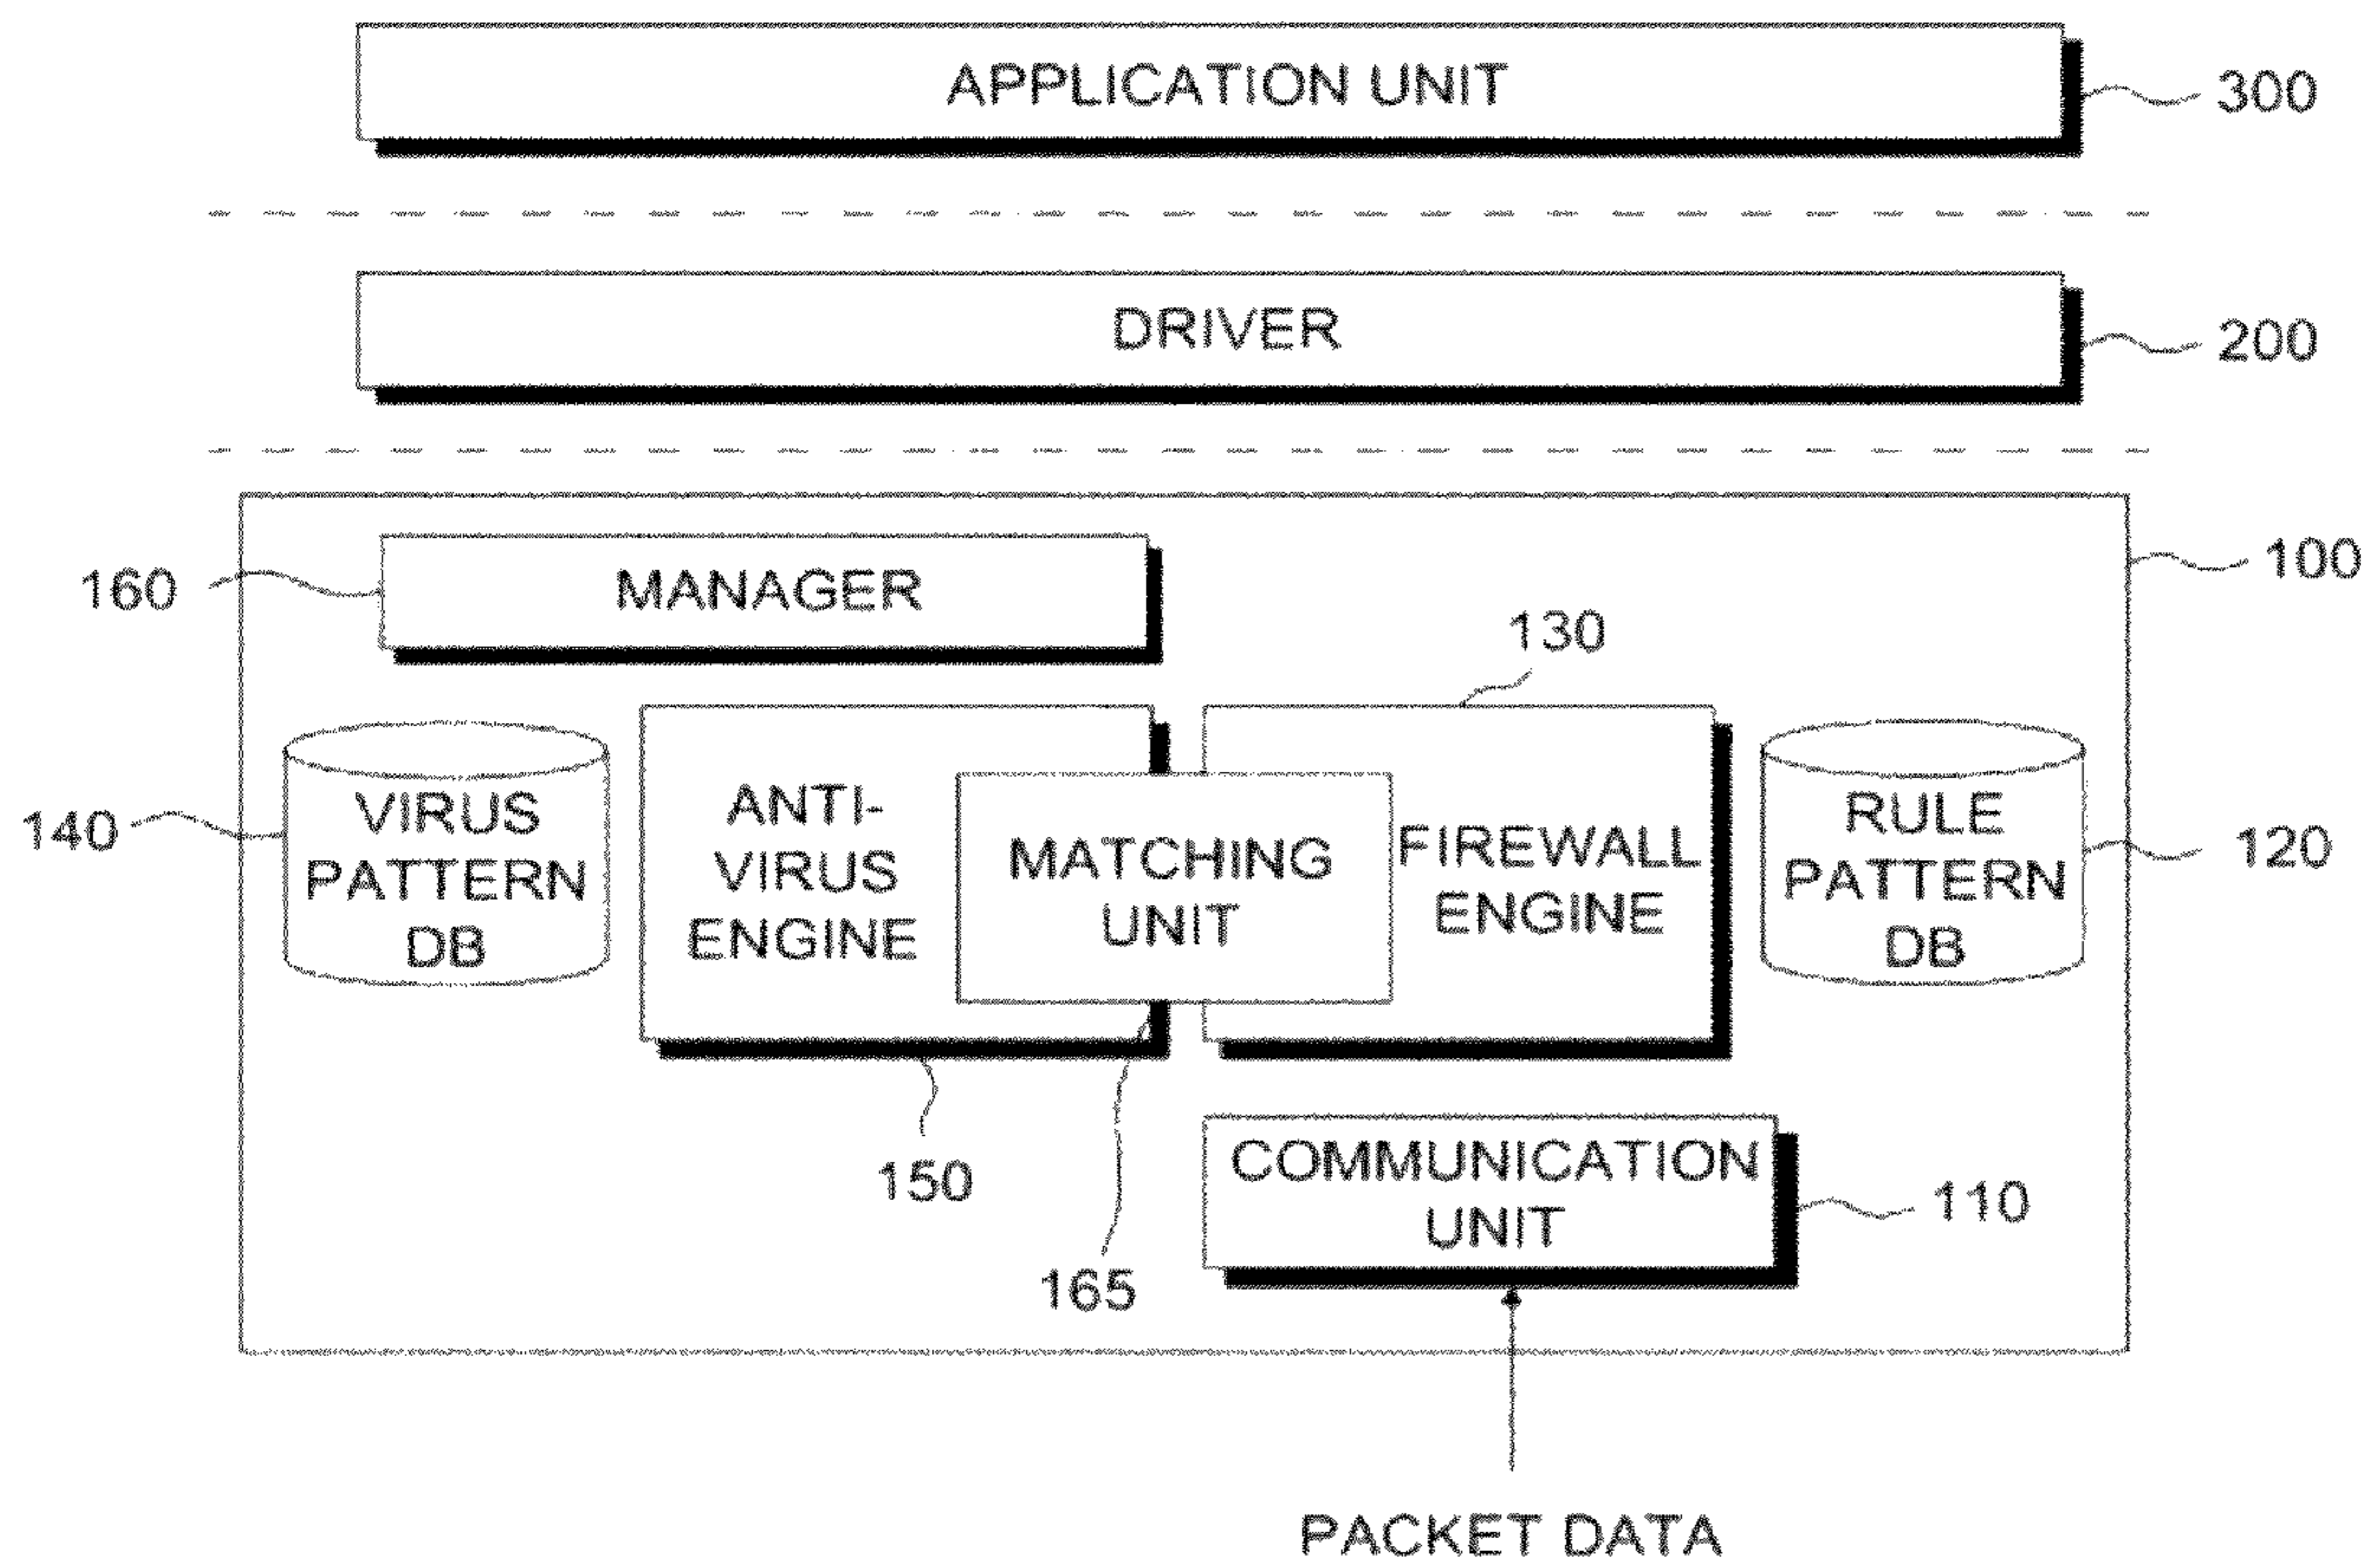 APPLICATION UNIT
300
DRIVER
200
100
160
MANAGER
130
140
VIRUS
PATTERN
DB
ANTI-
VIRUS
ENGINE
MATCHING
UNIT
FIREWALL
ENGINE
RULE
PATTERN
DB
120
150
165
COMMUNICATION
UNIT
110
PACKET DATA